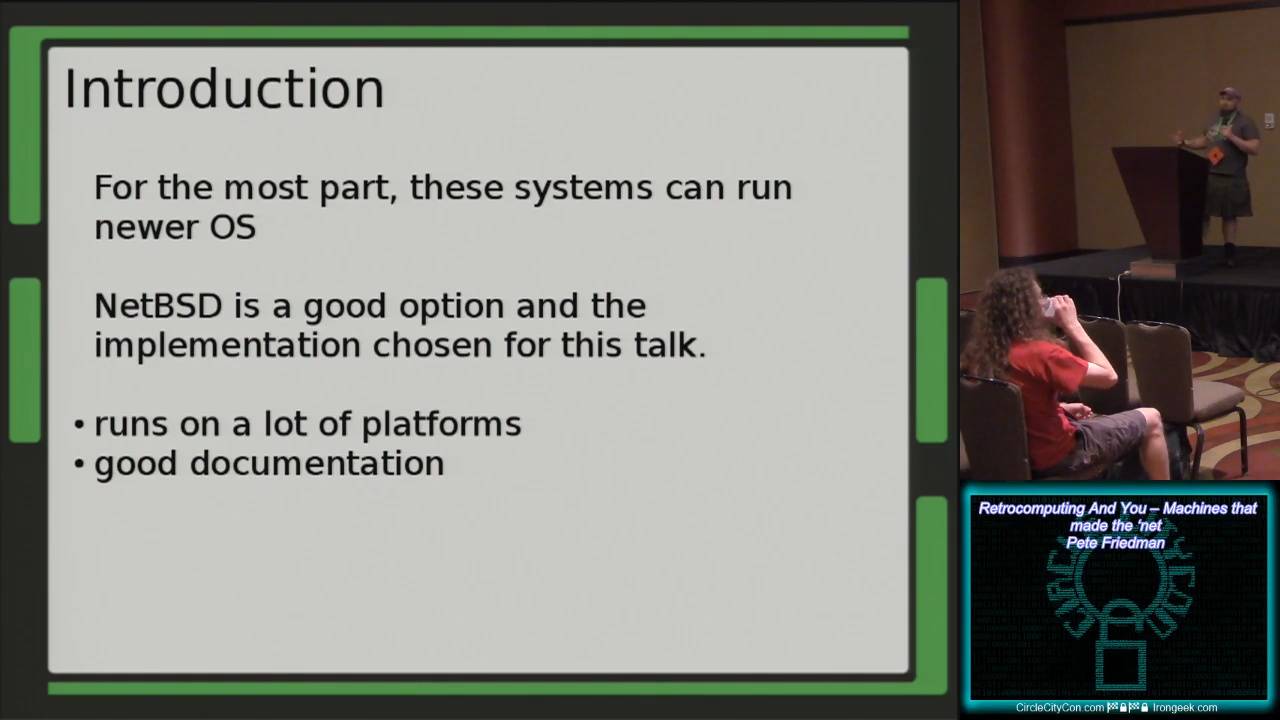 Introduction
For the most part, these systems can run
newer OS
NetBSD is a good option and the
implementation chosen for this talk.
• runs on a lot of platforms
• good documentation
Retrocomputing And You – Machines that
made the ‘net
Pete Friedman
CircleCityCon.com Irongeek.com